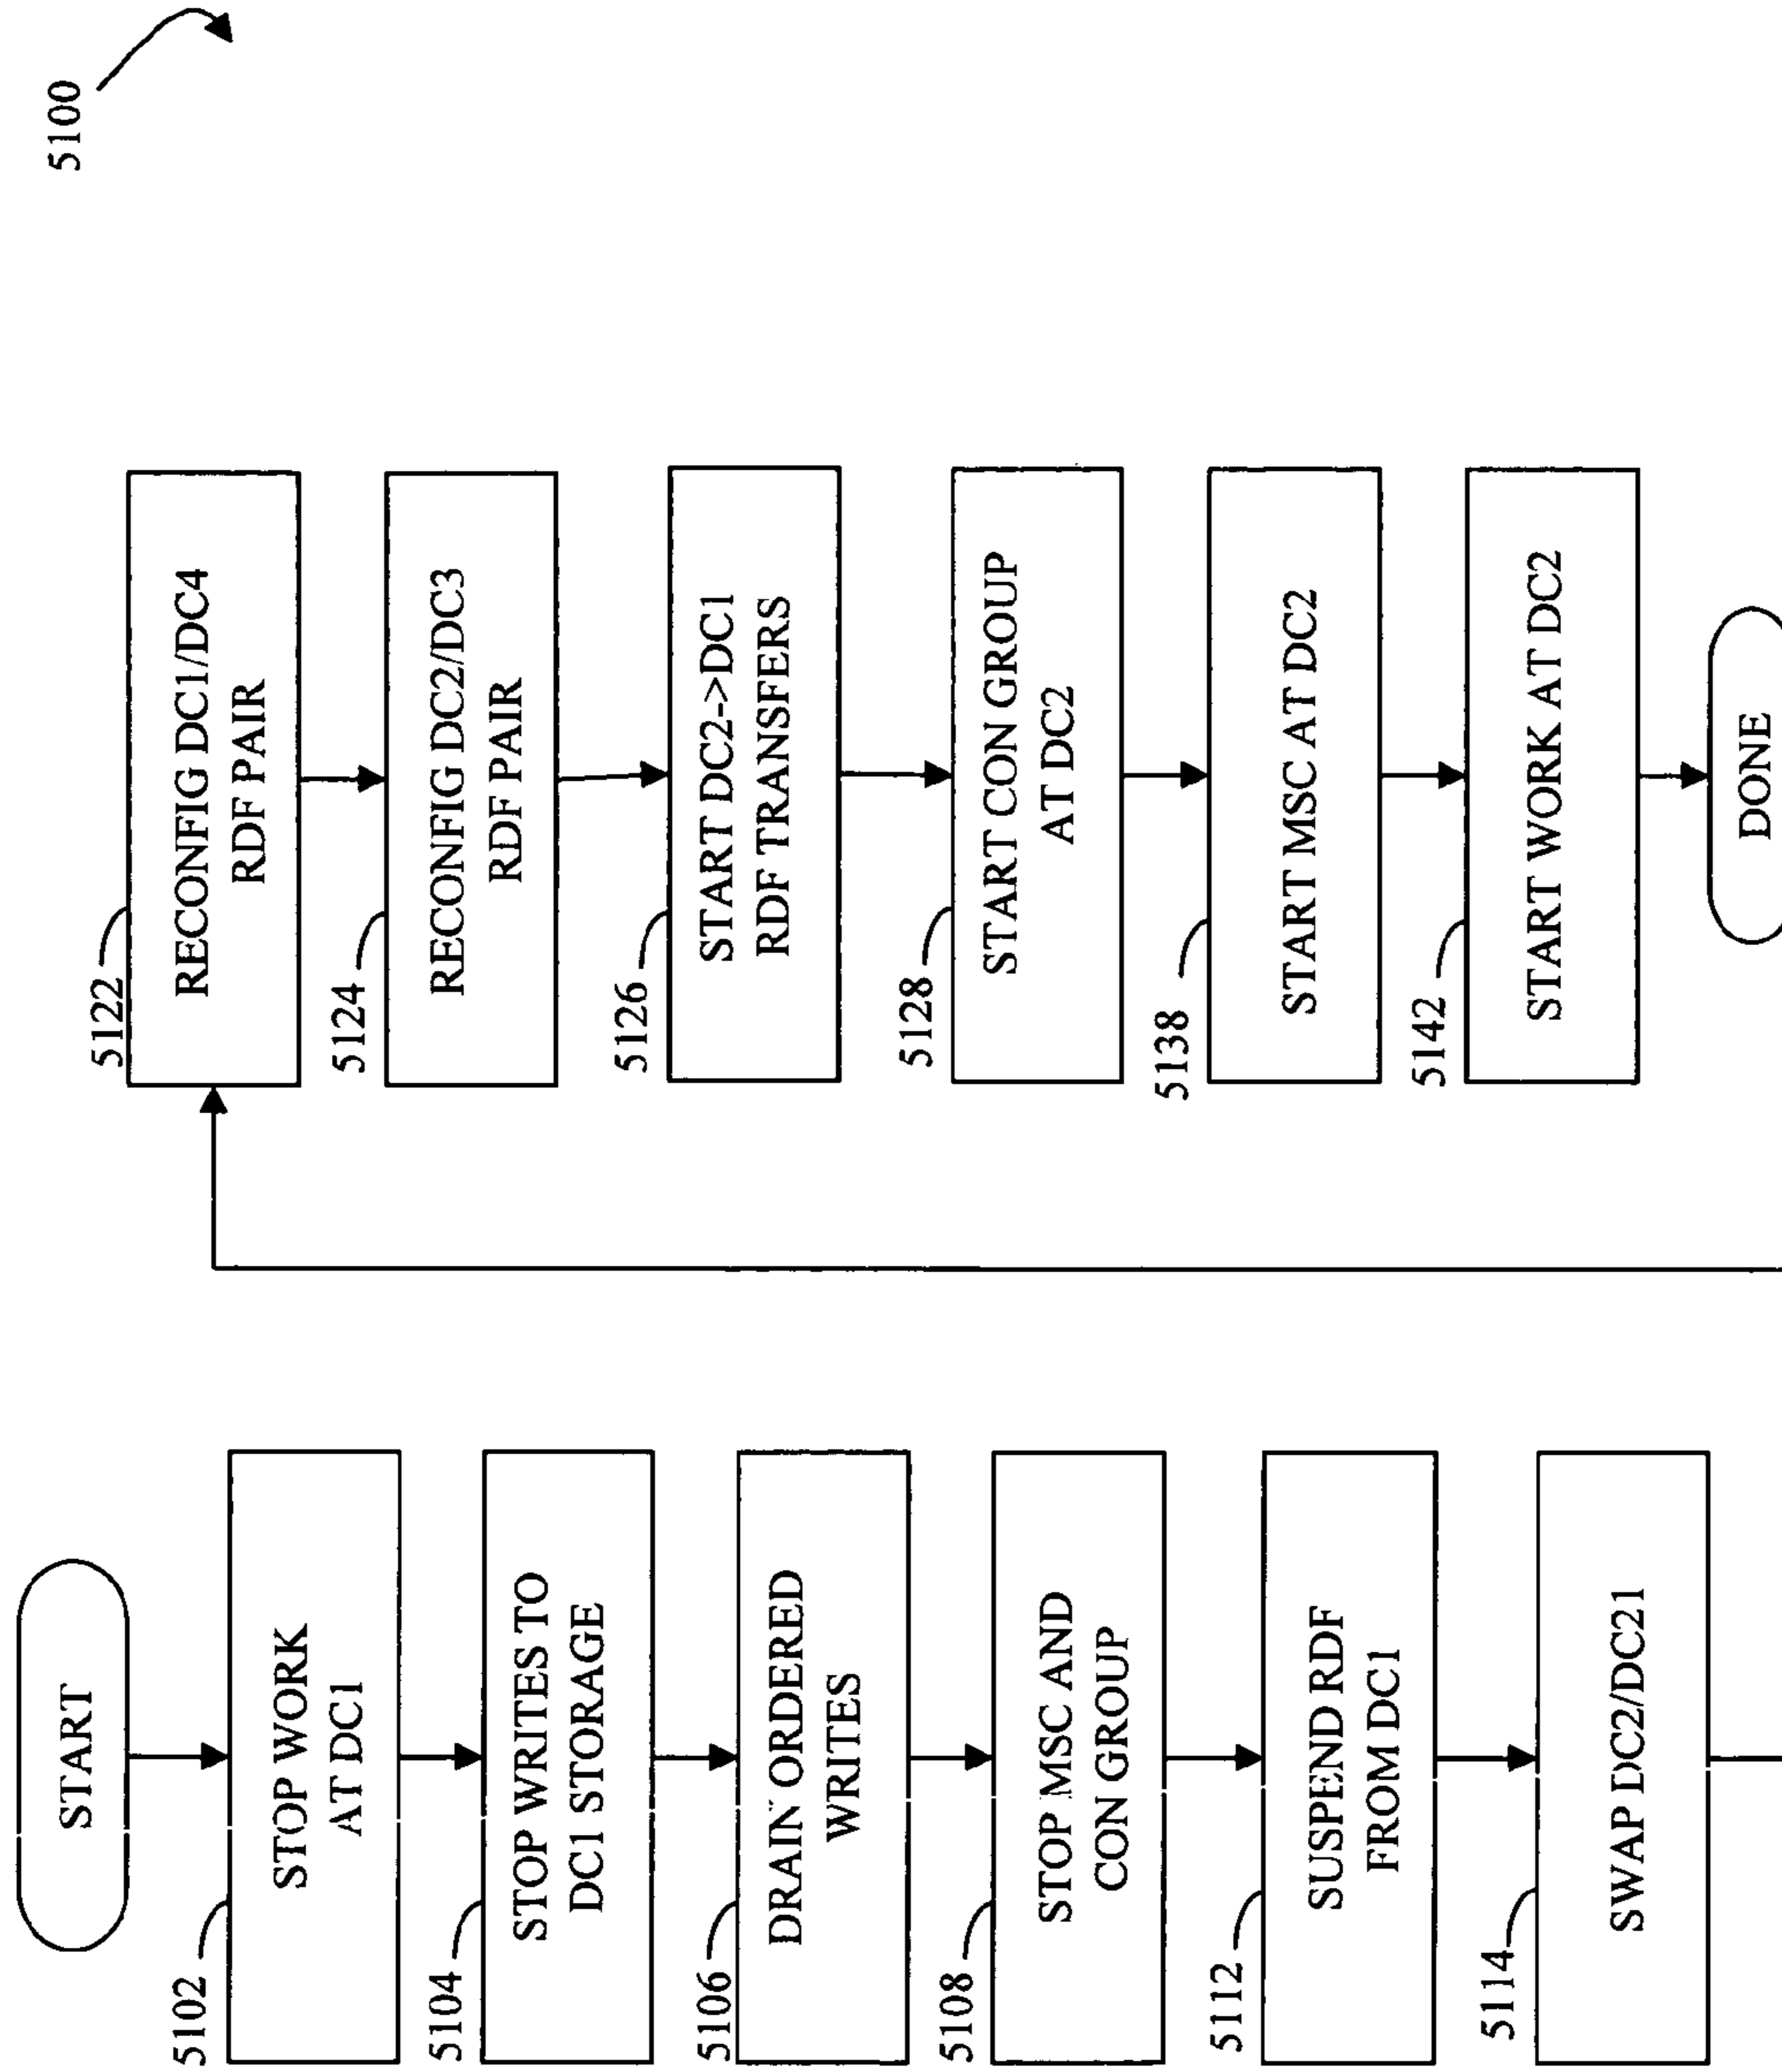 5100
START
5102
STOP WORK
AT DC1
5104
STOP WRITES TO
DC1 STORAGE
5106
DRAIN ORDERED
WRITES
5108
STOP MSC AND
CON GROUP
5112
SUSPEND RDF
FROM DC1
5114
SWAP DC2/DC21
5122
RECONFIG DC1/DC4
RDF PAIR
5124
RECONFIG DC2/DC3
RDF PAIR
5126
START DC2->DC1
RDF TRANSFERS
5128
START CON GROUP
AT DC2
5138
START MSC AT DC2
5142
START WORK AT DC2
DONE